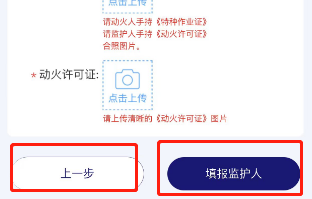 点击上传
请动火人手持《特种作业证》
请监护人手持《动火许可证》
合照图片。
* 动火许可证:
点击上传
请上传清晰的《动火许可证》图片
上一步
填报监护人